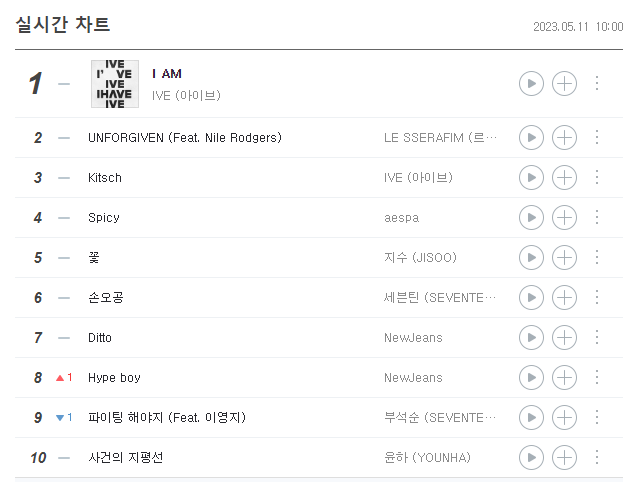 실시간 차트
2023.05.11 10:00
1
IVE
I' VE
IVE
IHAVE
IVE
I AM
IVE (아이브)
2 UNFORGIVEN (Feat. Nile Rodgers) LE SSERAFIM (르…
3 Kitsch IVE (아이브)
4 Spicy aespa
5 꽃 지수 (JISOO)
6 손오공 세븐틴 (SEVENTE…
7 Ditto NewJeans
8 1 Hype boy NewJeans
9 1 파이팅 해야지 (Feat. 이영지) 부석순 (SEVENTE…
10 사건의 지평선 윤하 (YOUNHA)